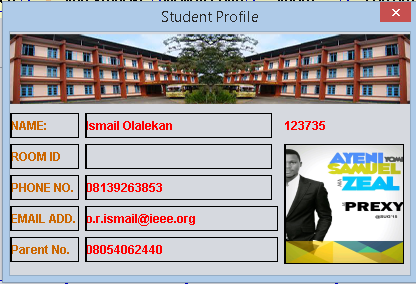 Student Profile
NAME: Ismail Olalekan 123735
ROOM ID
PHONE NO. 08139263853
EMAIL ADD. o.r.ismail@ieee.org
Parent No. 08054062440
AYENI TOMI
SAMUEL
ZEAL
PREXY